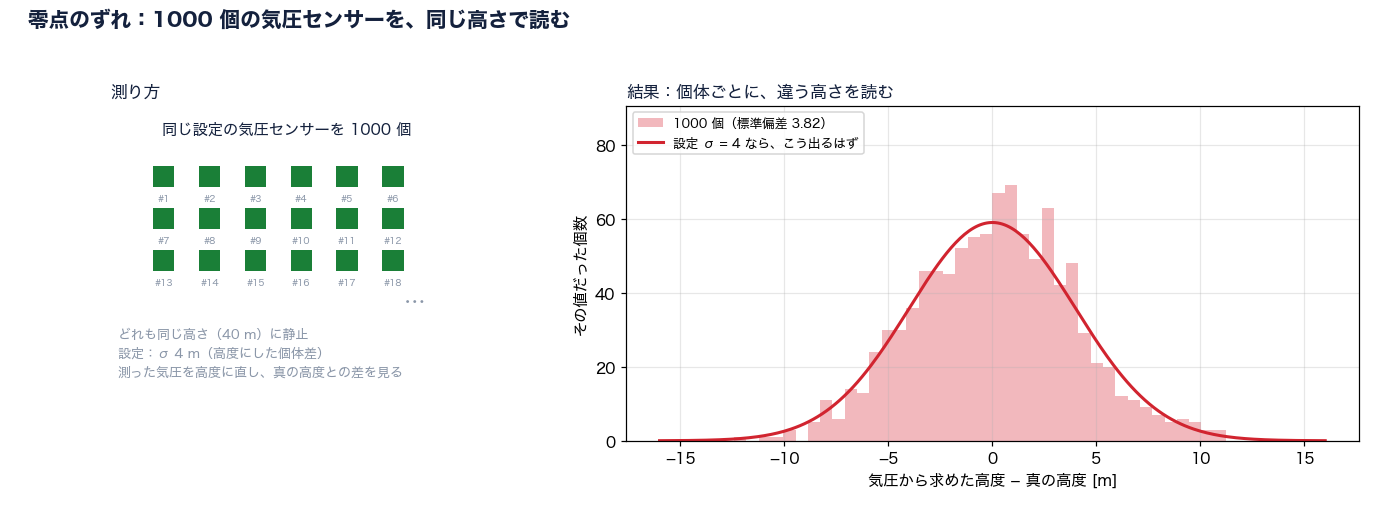 零点のずれ：1000 個の気圧センサーを、同じ高さで読む
測り方
同じ設定の気圧センサーを 1000 個
#1 #2 #3 #4 #5 #6
#7 #8 #9 #10 #11 #12
#13 #14 #15 #16 #17 #18
…
どれも同じ高さ（40 m）に静止
設定：σ 4 m（高度にした個体差）
測った気圧を高度に直し、真の高度との差を見る
結果：個体ごとに、違う高さを読む
1000 個（標準偏差 3.82）
設定 σ = 4 なら、こう出るはず
その値だった個数
80
60
40
20
0
−15 −10 −5 0 5 10 15
気圧から求めた高度 − 真の高度 [m]